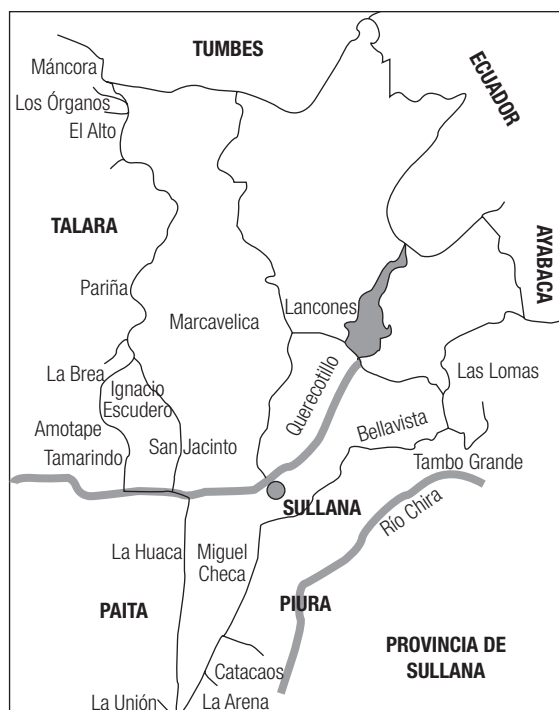 TUMBES
Máncora
ECUADOR
Los Órganos
El Alto
TALARA
AYABACA
Pariña
Lancones
Marcavelica
La Brea
Ignacio
Escudero
Querecotillo
Las Lomas
Amotape
Bellavista
San Jacinto
Tamarindo
Tambo Grande
SULLANA
Río Chira
La Huaca
Miguel
Checa
PAITA
PIURA
PROVINCIA DE
SULLANA
Catacaos
La Unión
La Arena